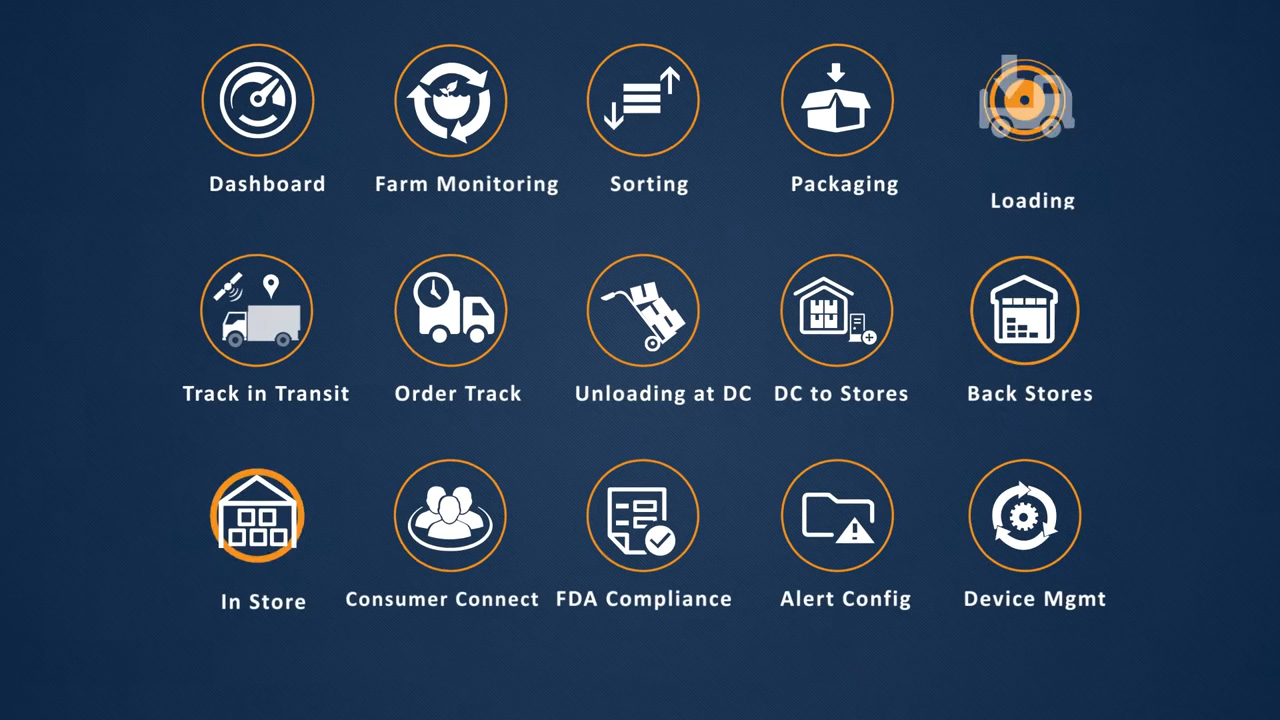 Dashboard
Farm Monitoring
Sorting
Packaging
Loading
Track in Transit
Order Track
Unloading at DC
DC to Stores
Back Stores
In Store
Consumer Connect
FDA Compliance
Alert Config
Device Mgmt